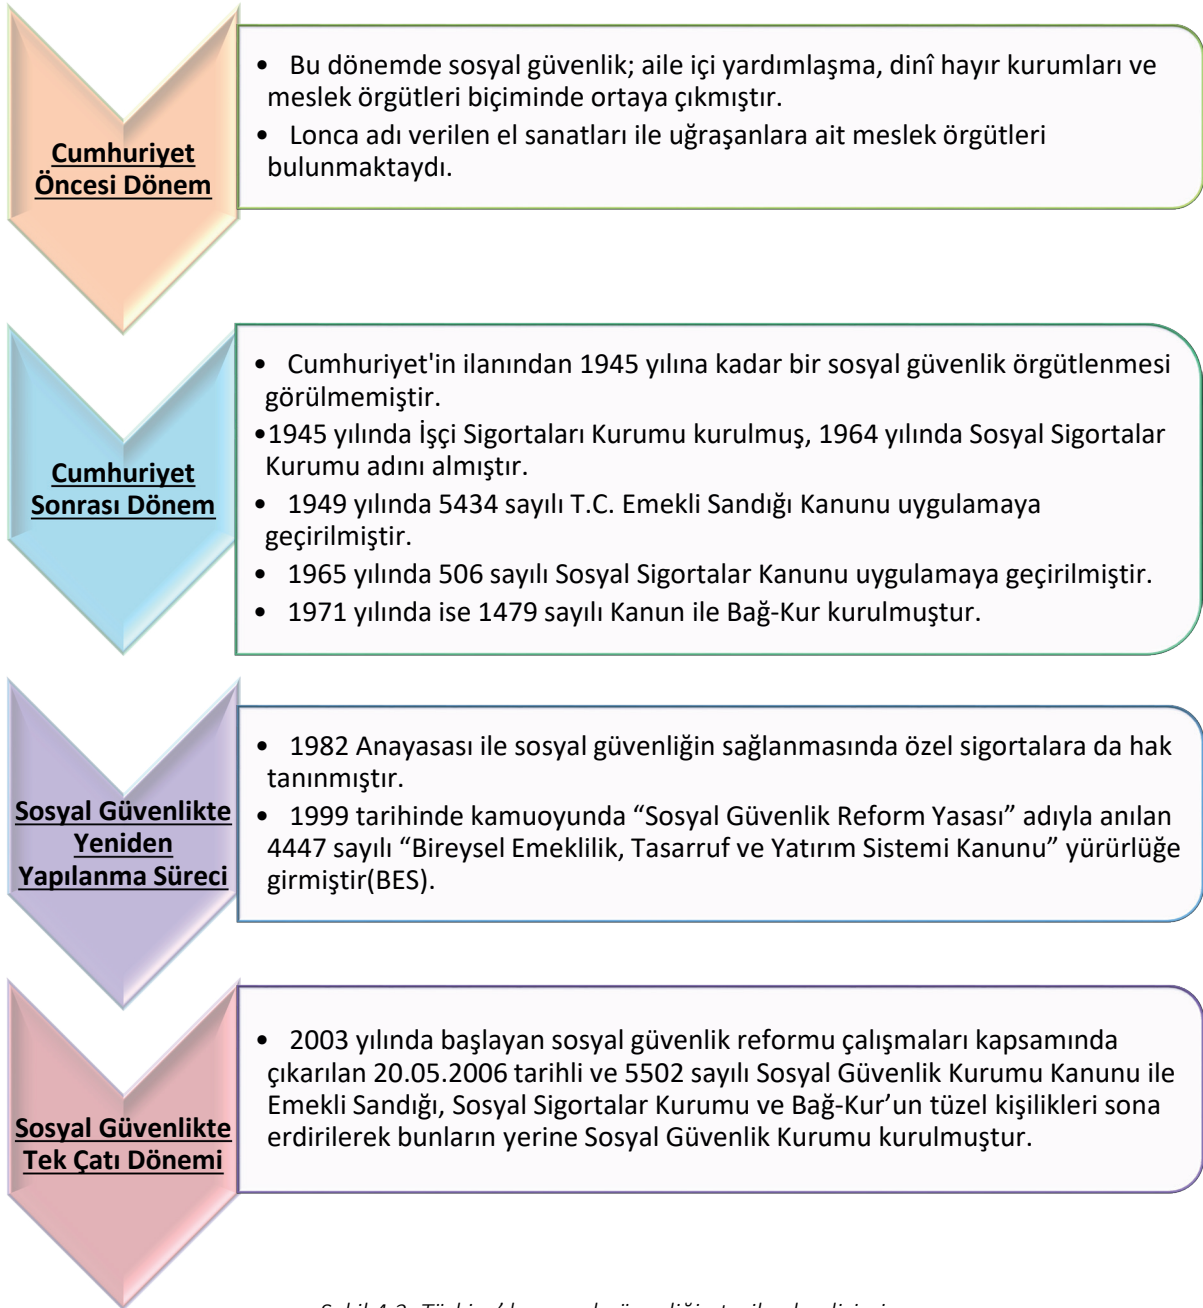 Cumhuriyet
Öncesi Dönem
• Bu dönemde sosyal güvenlik; aile içi yardımlaşma, dinî hayır kurumları ve
meslek örgütleri biçiminde ortaya çıkmıştır.
• Lonca adı verilen el sanatları ile uğraşanlara ait meslek örgütleri
bulunmaktaydı.
Cumhuriyet
Sonrası Dönem
• Cumhuriyet'in ilanından 1945 yılına kadar bir sosyal güvenlik örgütlenmesi
görülmemiştir.
•1945 yılında İşçi Sigortaları Kurumu kurulmuş, 1964 yılında Sosyal Sigortalar
Kurumu adını almıştır.
• 1949 yılında 5434 sayılı T.C. Emekli Sandığı Kanunu uygulamaya
geçirilmiştir.
• 1965 yılında 506 sayılı Sosyal Sigortalar Kanunu uygulamaya geçirilmiştir.
• 1971 yılında ise 1479 sayılı Kanun ile Bağ-Kur kurulmuştur.
Sosyal Güvenlikte
Yeniden
Yapılanma Süreci
• 1982 Anayasası ile sosyal güvenliğin sağlanmasında özel sigortalara da hak
tanınmıştır.
• 1999 tarihinde kamuoyunda “Sosyal Güvenlik Reform Yasası” adıyla anılan
4447 sayılı “Bireysel Emeklilik, Tasarruf ve Yatırım Sistemi Kanunu” yürürlüğe
girmiştir(BES).
Sosyal Güvenlikte
Tek Çatı Dönemi
• 2003 yılında başlayan sosyal güvenlik reformu çalışmaları kapsamında
çıkarılan 20.05.2006 tarihli ve 5502 sayılı Sosyal Güvenlik Kurumu Kanunu ile
Emekli Sandığı, Sosyal Sigortalar Kurumu ve Bağ-Kur’un tüzel kişilikleri sona
erdirilerek bunların yerine Sosyal Güvenlik Kurumu kurulmuştur.